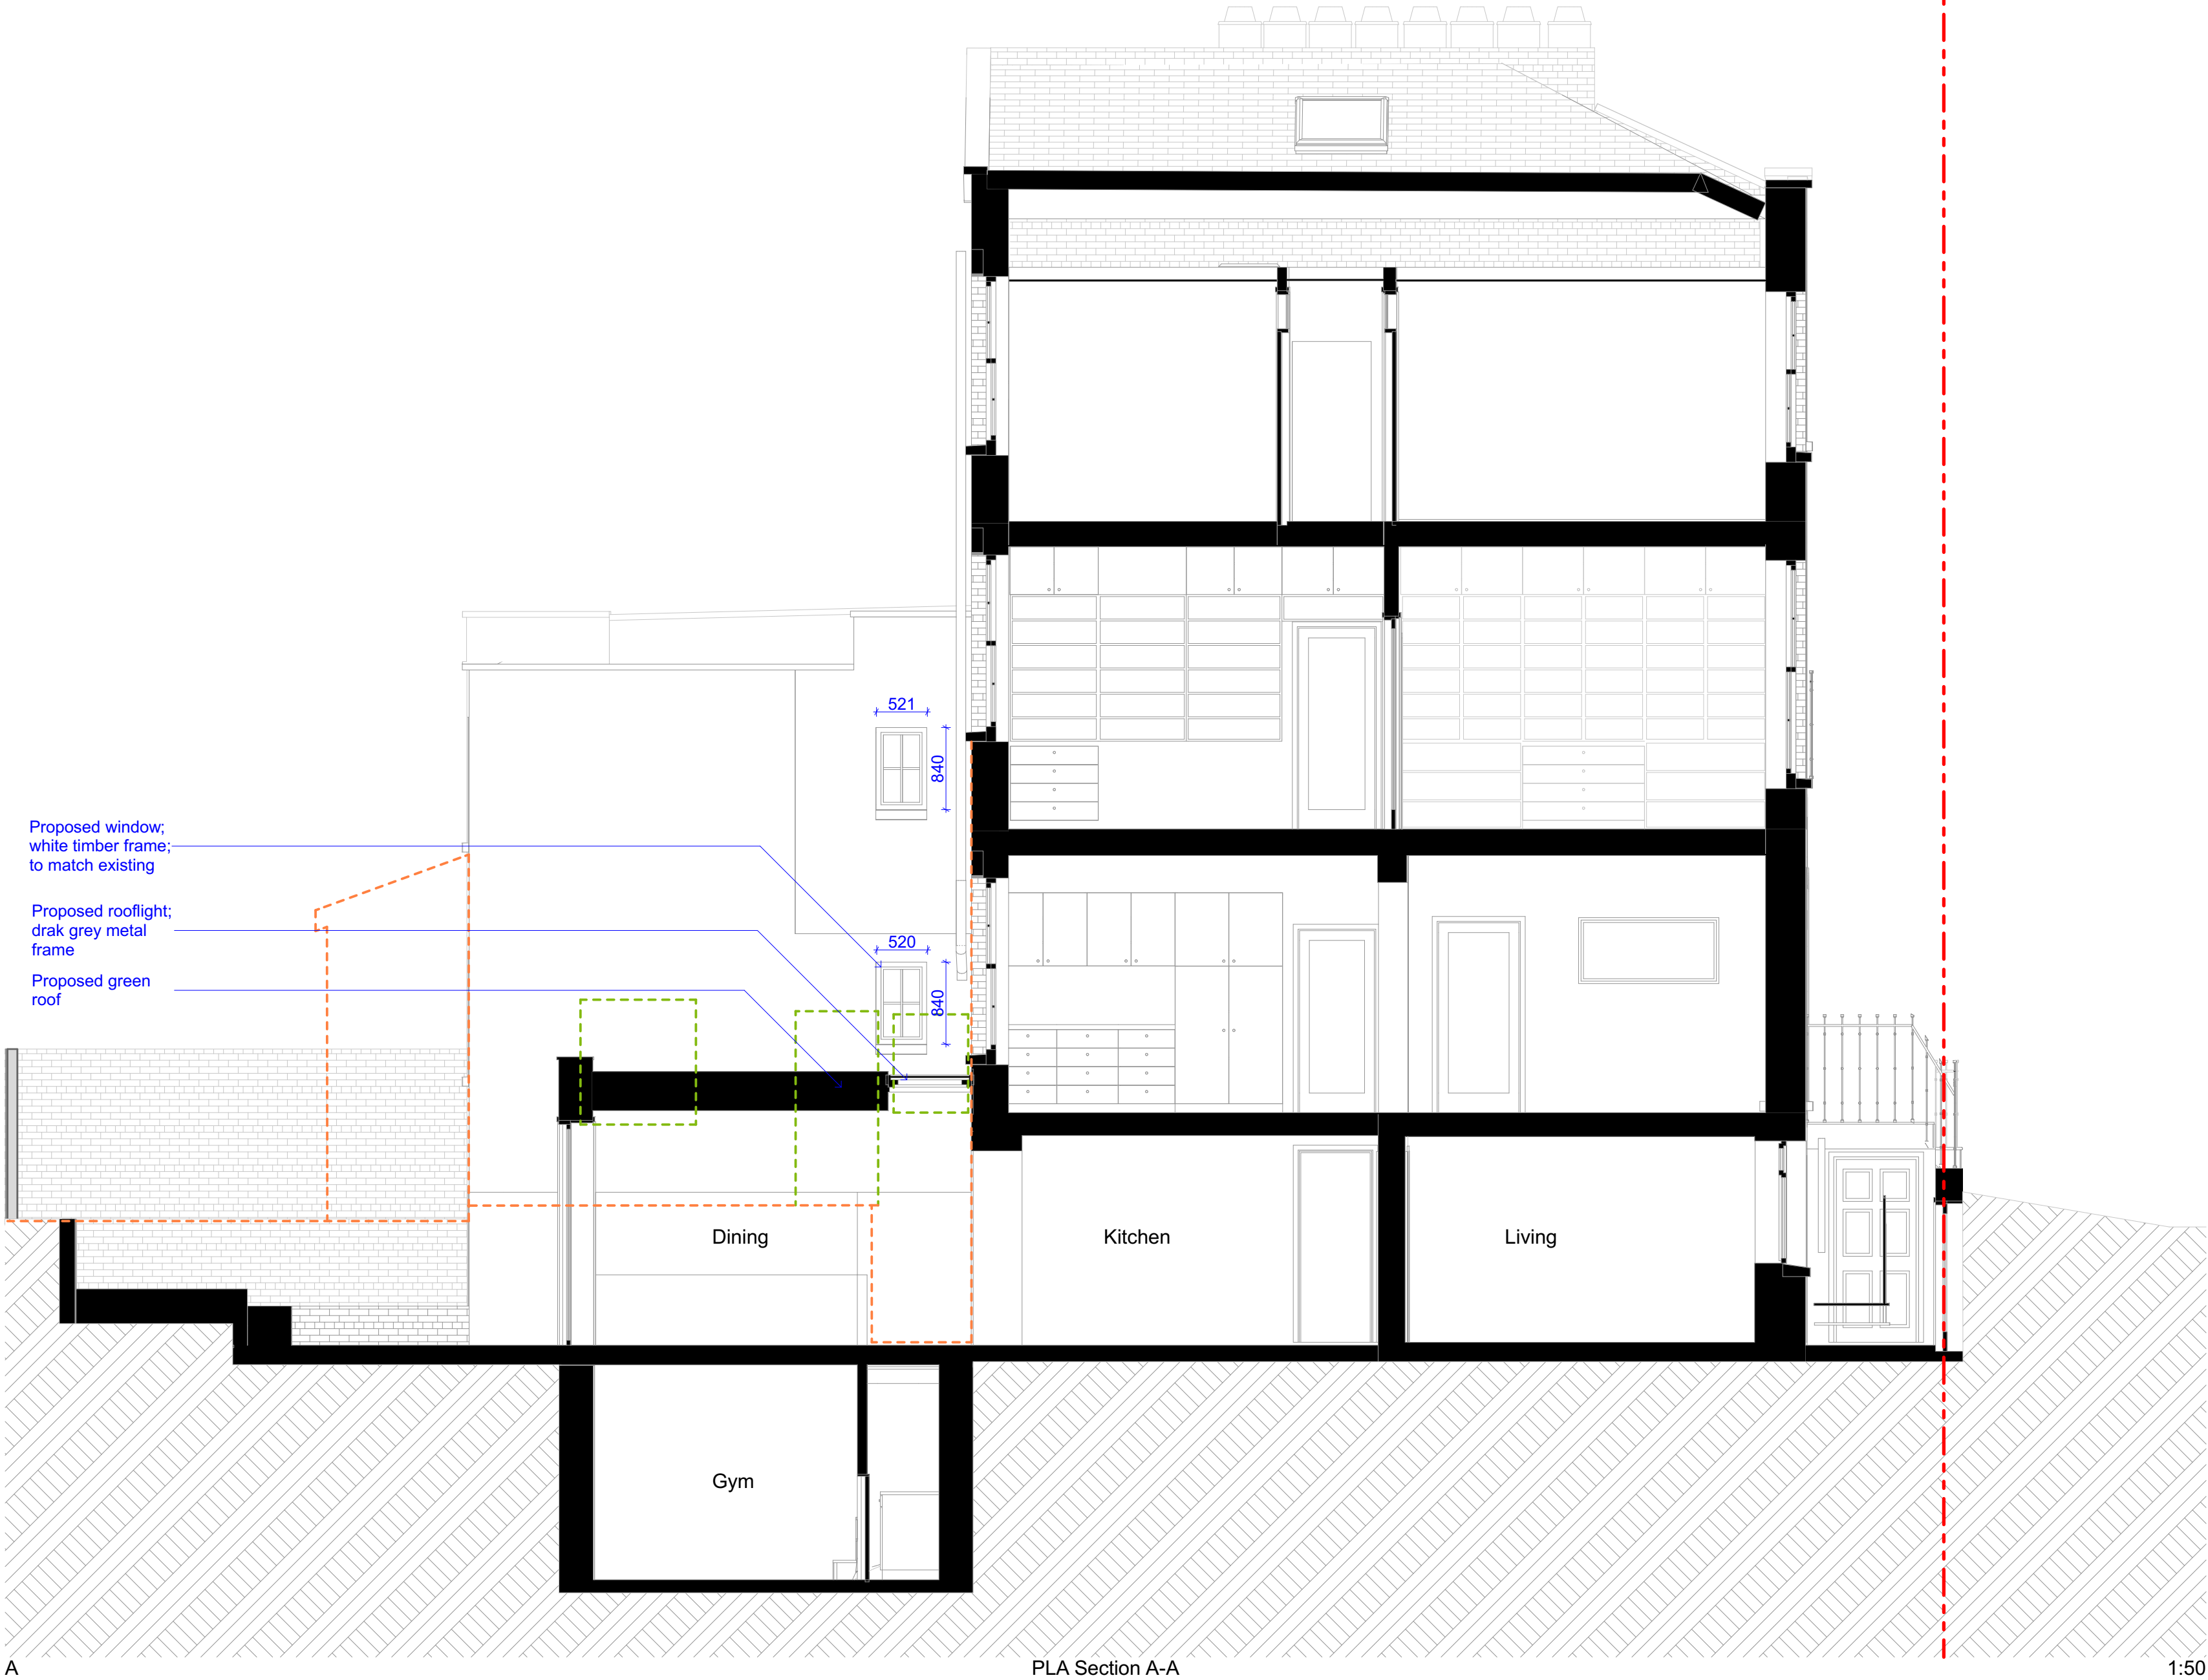 521
840
Proposed window;
white timber frame;
to match existing
Proposed rooflight;
drak grey metal
frame
520
840
Proposed green
roof
Dining
Kitchen
Living
Gym
A
PLA Section A-A
1:50